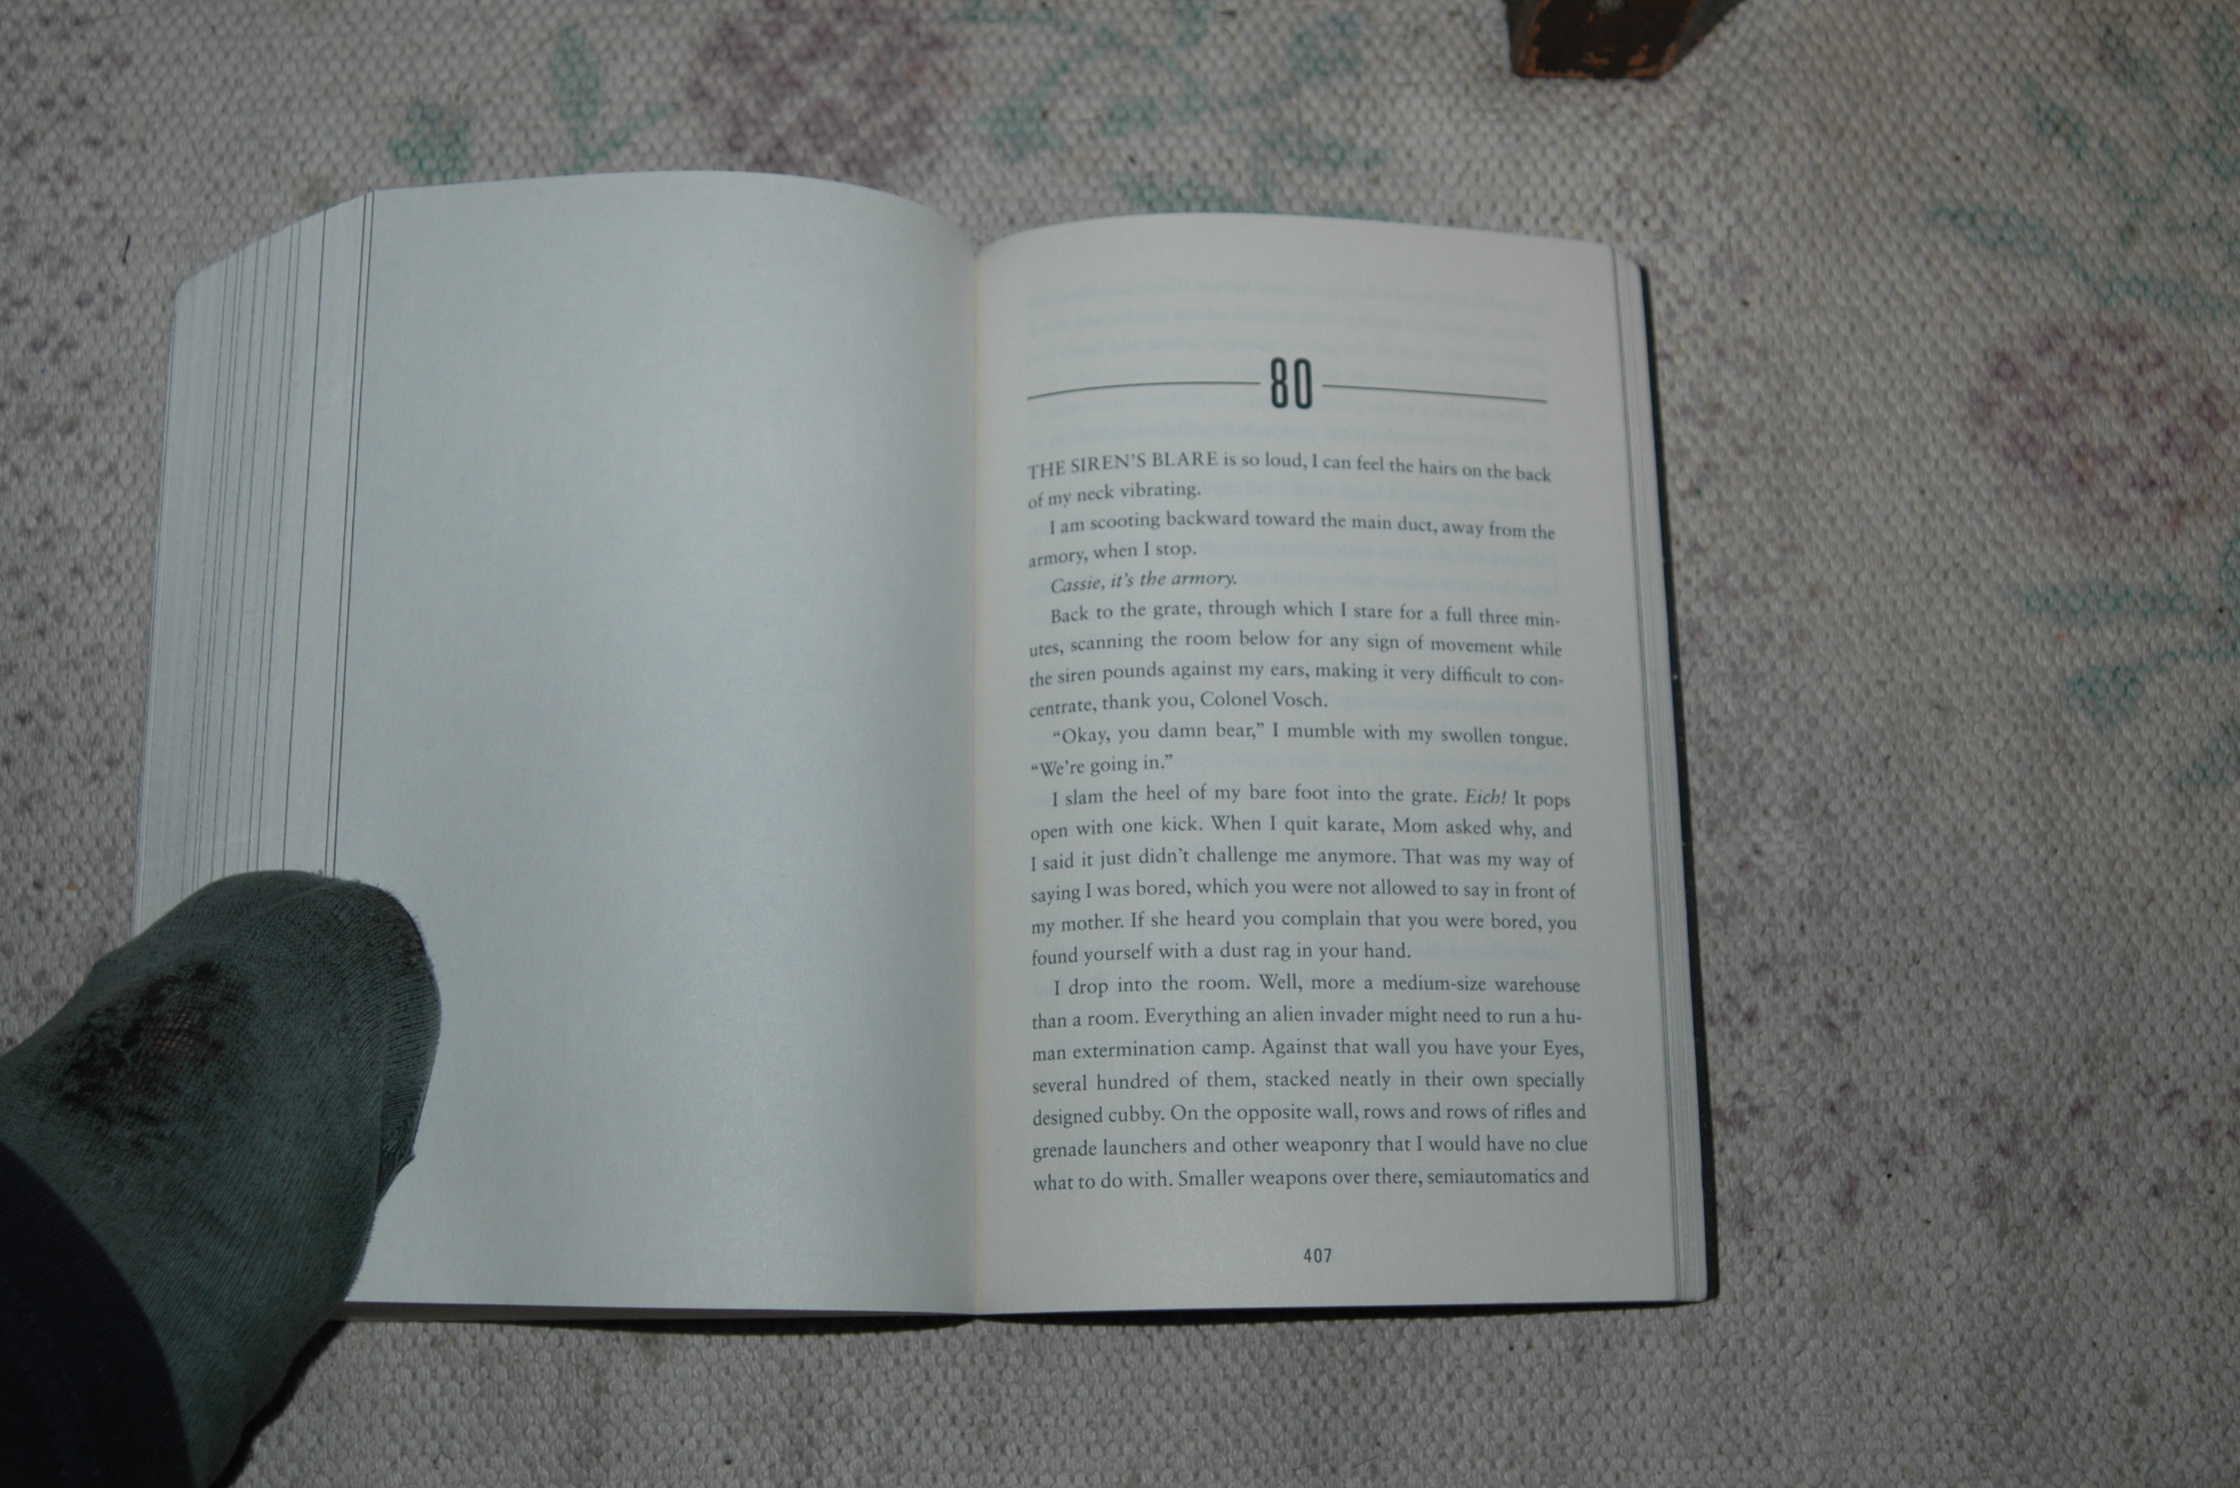 80
THE SIREN'S BLARE is so loud, I can feel the hairs on the back
of my neck vibrating.
I am scooting backward toward the main duct, away from the
armory, when I stop.
Cassie, it's the armory.
Back to the grate, through which I stare for a full three min-
utes, scanning the room below for any sign of movement while
the siren pounds against my ears, making it very difficult to con-
centrate, thank you, Colonel Vosch.
“Okay, you damn bear,” I mumble with my swollen tongue.
“We're going in.”
I slam the heel of my bare foot into the grate. Eich! It pops
open with one kick. When I quit karate, Mom asked why, and
I said it just didn't challenge me anymore. That was my way of
saying I was bored, which you were not allowed to say in front of
my mother. If she heard you complain that you were bored, you
found yourself with a dust rag in your hand.
I drop into the room. Well, more a medium-size warehouse
than a room. Everything an alien invader might need to run a hu-
man extermination camp. Against that wall you have your Eyes,
several hundred of them, stacked neatly in their own specially
designed cubby. On the opposite wall, rows and rows of rifles and
grenade launchers and other weaponry that I would have no clue
what to do with. Smaller weapons over there, semiautomatics and
407